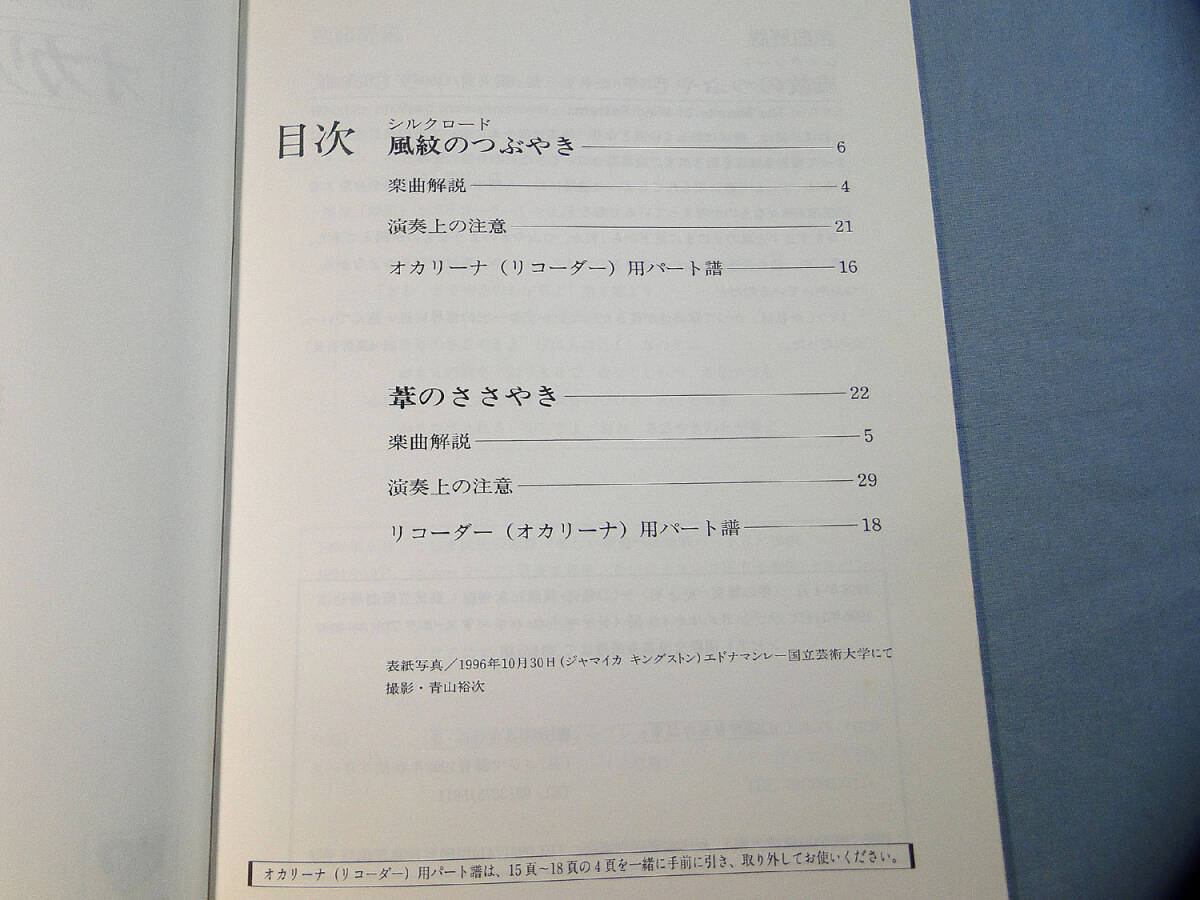 オカリ
目次
シルクロード
風紋のつぶやき 6
楽曲解説 4
演奏上の注意 21
オカリーナ（リコーダー）用パート譜 16
葦のささやき 22
楽曲解説 5
演奏上の注意 29
リコーダー（オカリーナ）用パート譜 18
表紙写真／1996年10月30日(ジャマイカ キングストン)エドナマンレー国立芸術大学にて
撮影・青山裕次
オカリーナ（リコーダー）用パート譜は、15頁〜18頁の4頁を一緒に手前に引き、取り外してお使いください。